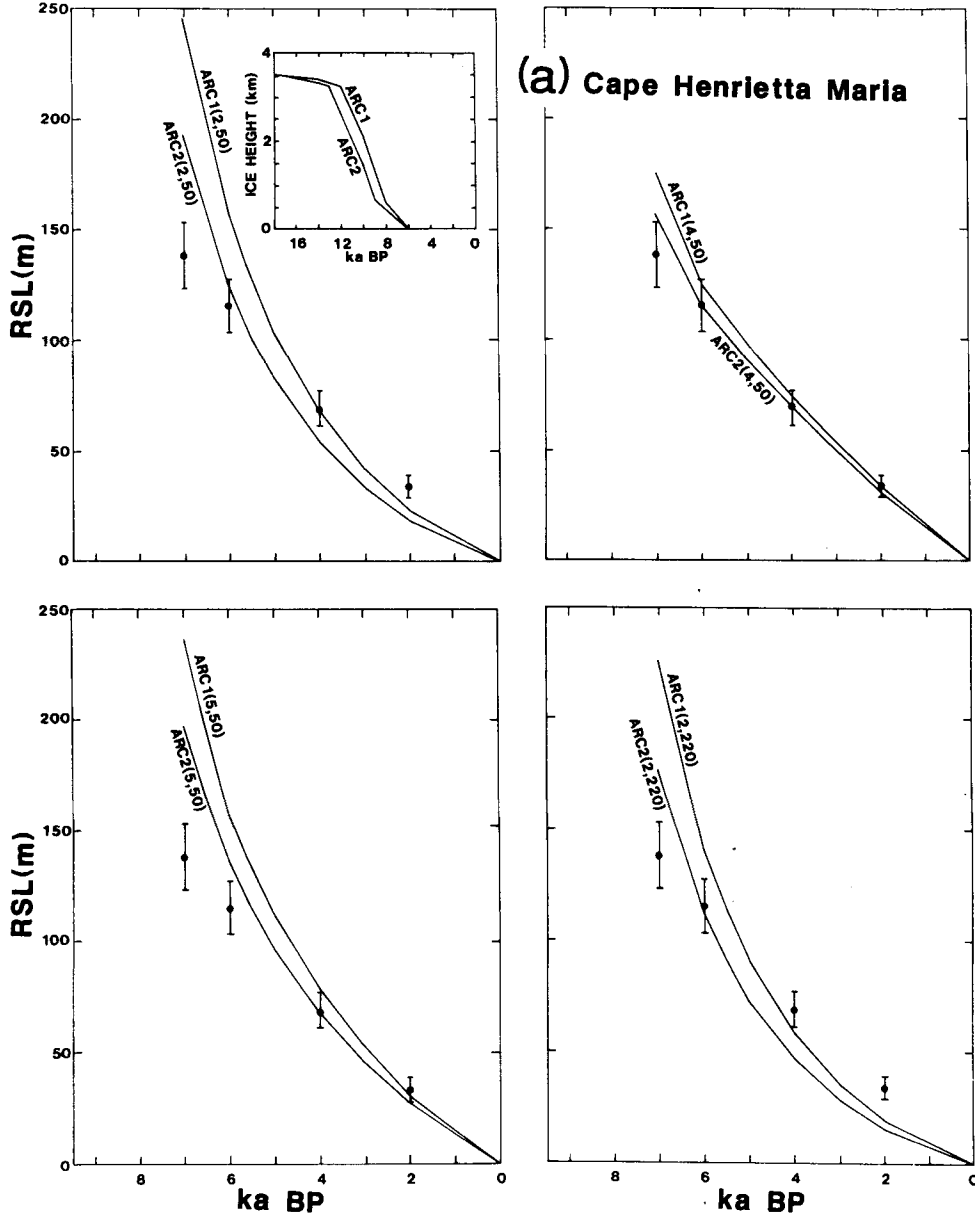 (a) Cape Henrietta Maria
250
200
150
100
50
0
RSL(m)
ARC1(2,50)
ARC2(2,50)
4
2
0
ICE HEIGHT (km)
ARC1
ARC2
16 12 8 4 0
ka BP
ARC1(4,50)
ARC2(4,50)
250
200
150
100
50
0
RSL(m)
ARC1(5,50)
ARC2(5,50)
8 6 4 2
ka BP
ARC1(2,220)
ARC2(2,220)
8 6 4 2 0
ka BP